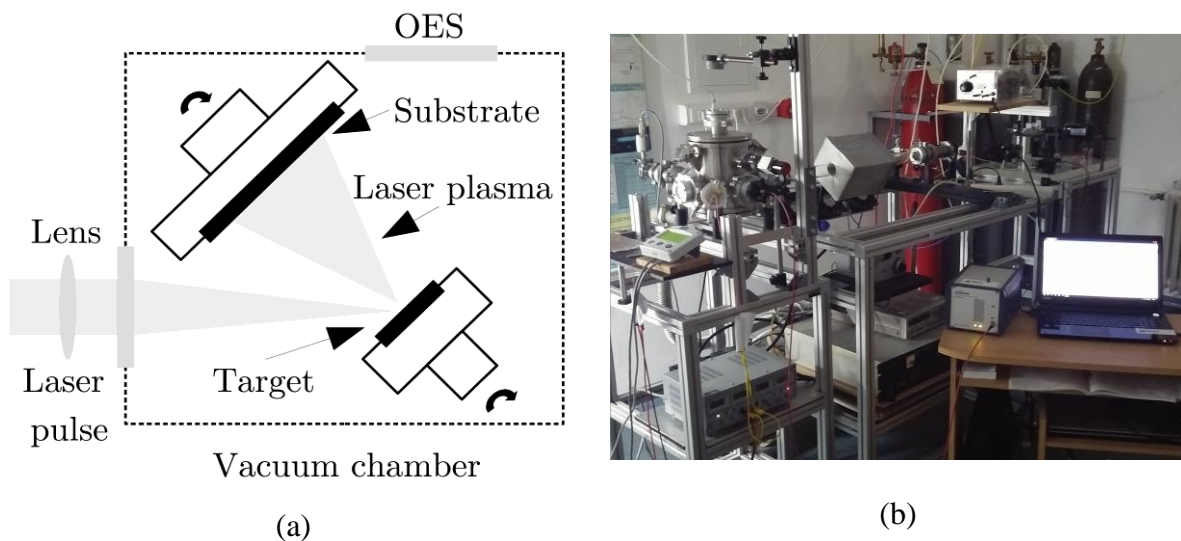 OES
Substrate
Laser plasma
Lens
Target
Laser
pulse
Vacuum chamber
(a)
(b)